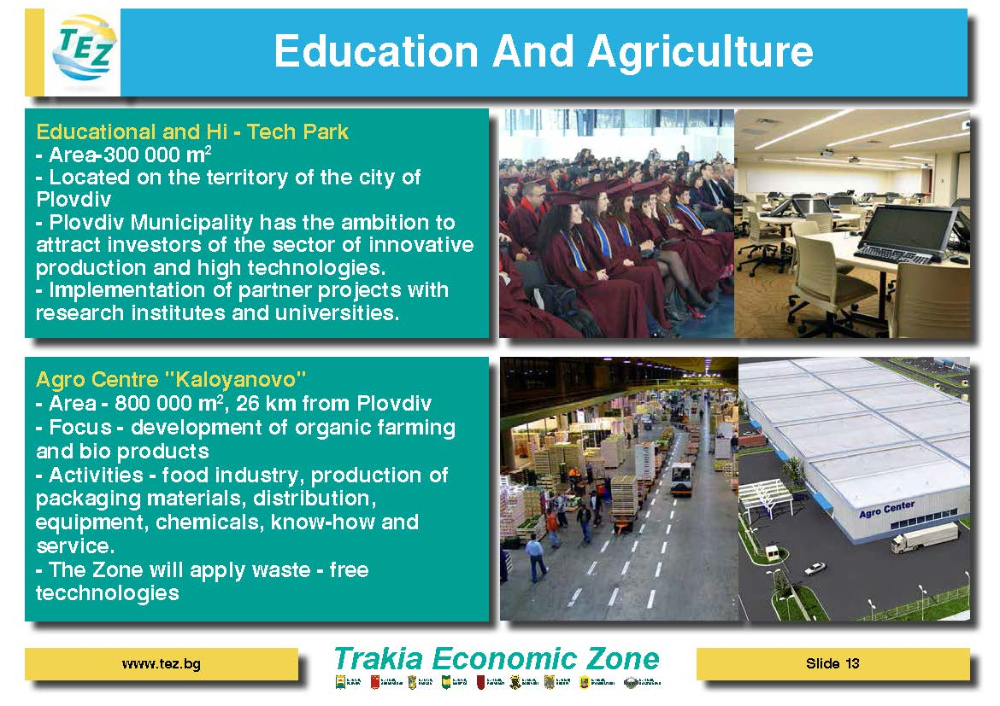 TEZ
Education And Agriculture
Educational and Hi - Tech Park
- Area-300 000 m²
- Located on the territory of the city of
Plovdiv
- Plovdiv Municipality has the ambition to
attract investors of the sector of innovative
production and high technologies.
- Implementation of partner projects with
research institutes and universities.
Agro Centre "Kaloyanovo"
- Area - 800 000 m², 26 km from Plovdiv
- Focus - development of organic farming
and bio products
- Activities - food industry, production of
packaging materials, distribution,
equipment, chemicals, know-how and
service.
- The Zone will apply waste - free
tecchnologies
Agro Center
www.tez.bg
Trakia Economic Zone
Slide 13